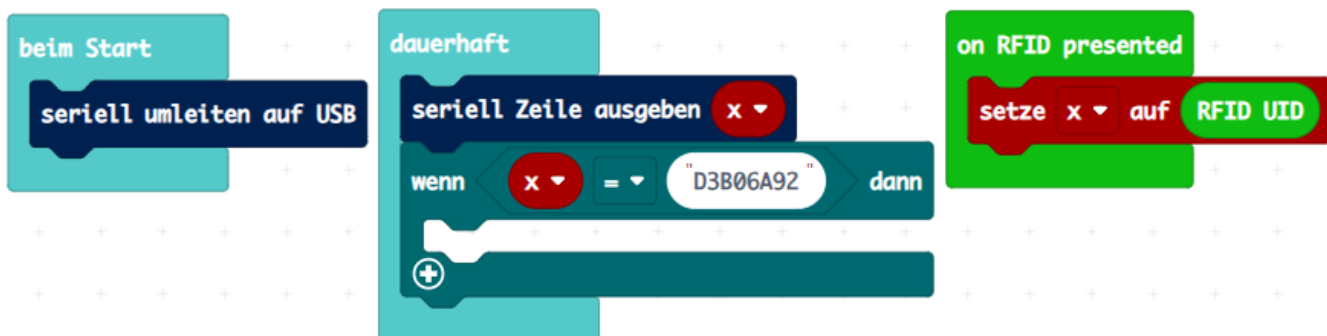 beim Start
seriell umleiten auf USB
dauerhaft
seriell Zeile ausgeben x
wenn x = "D3B06A92" dann
on RFID presented
setze x auf RFID UID